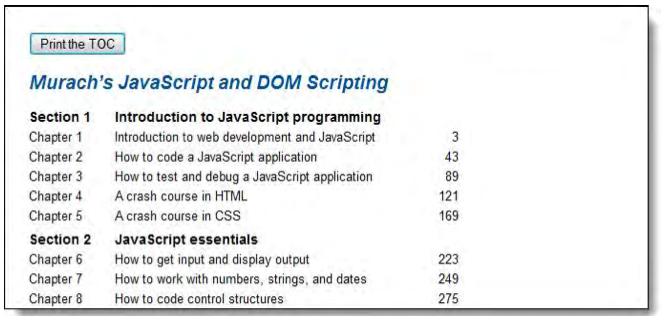 Print the TOC
Murach's JavaScript and DOM Scripting
Section 1 Introduction to JavaScript programming
Chapter 1 Introduction to web development and JavaScript 3
Chapter 2 How to code a JavaScript application 43
Chapter 3 How to test and debug a JavaScript application 89
Chapter 4 A crash course in HTML 121
Chapter 5 A crash course in CSS 169
Section 2 JavaScript essentials
Chapter 6 How to get input and display output 223
Chapter 7 How to work with numbers, strings, and dates 249
Chapter 8 How to code control structures 275